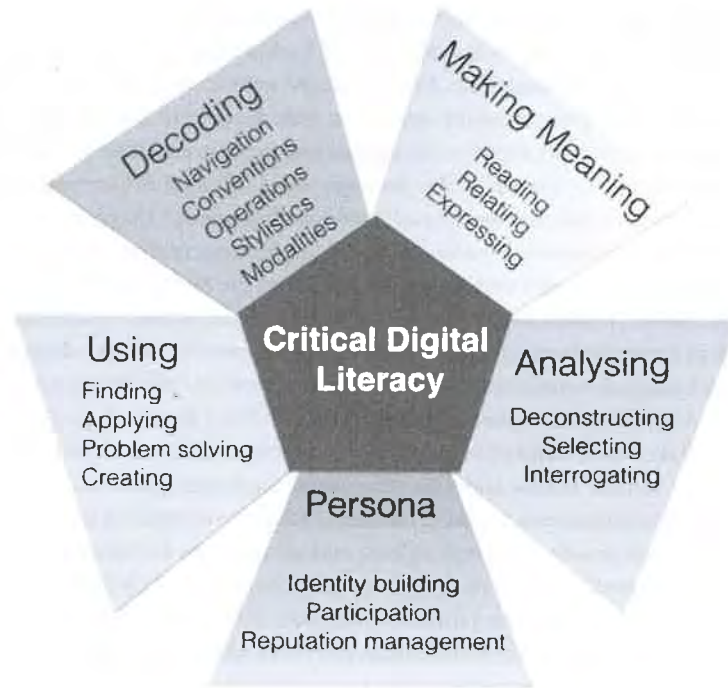 Decoding
Navigation
Conventions
Operations
Stylistics
Modalities
Making Meaning
Reading
Relating
Expressing
Critical Digital
Literacy
Using
Finding
Applying
Problem solving
Creating
Analysing
Deconstructing
Selecting
Interrogating
Persona
Identity building
Participation
Reputation management